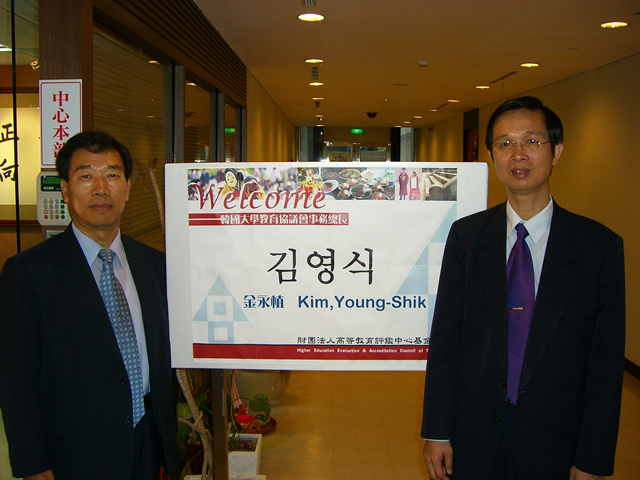 中心本部
正向
Welcome
韓國大學教育協議會事務總長
김영식
金永植 Kim,Young-Shik
財團法人高等教育評鑑中心基金
Higher Education Evaluation & Accreditation Council of T